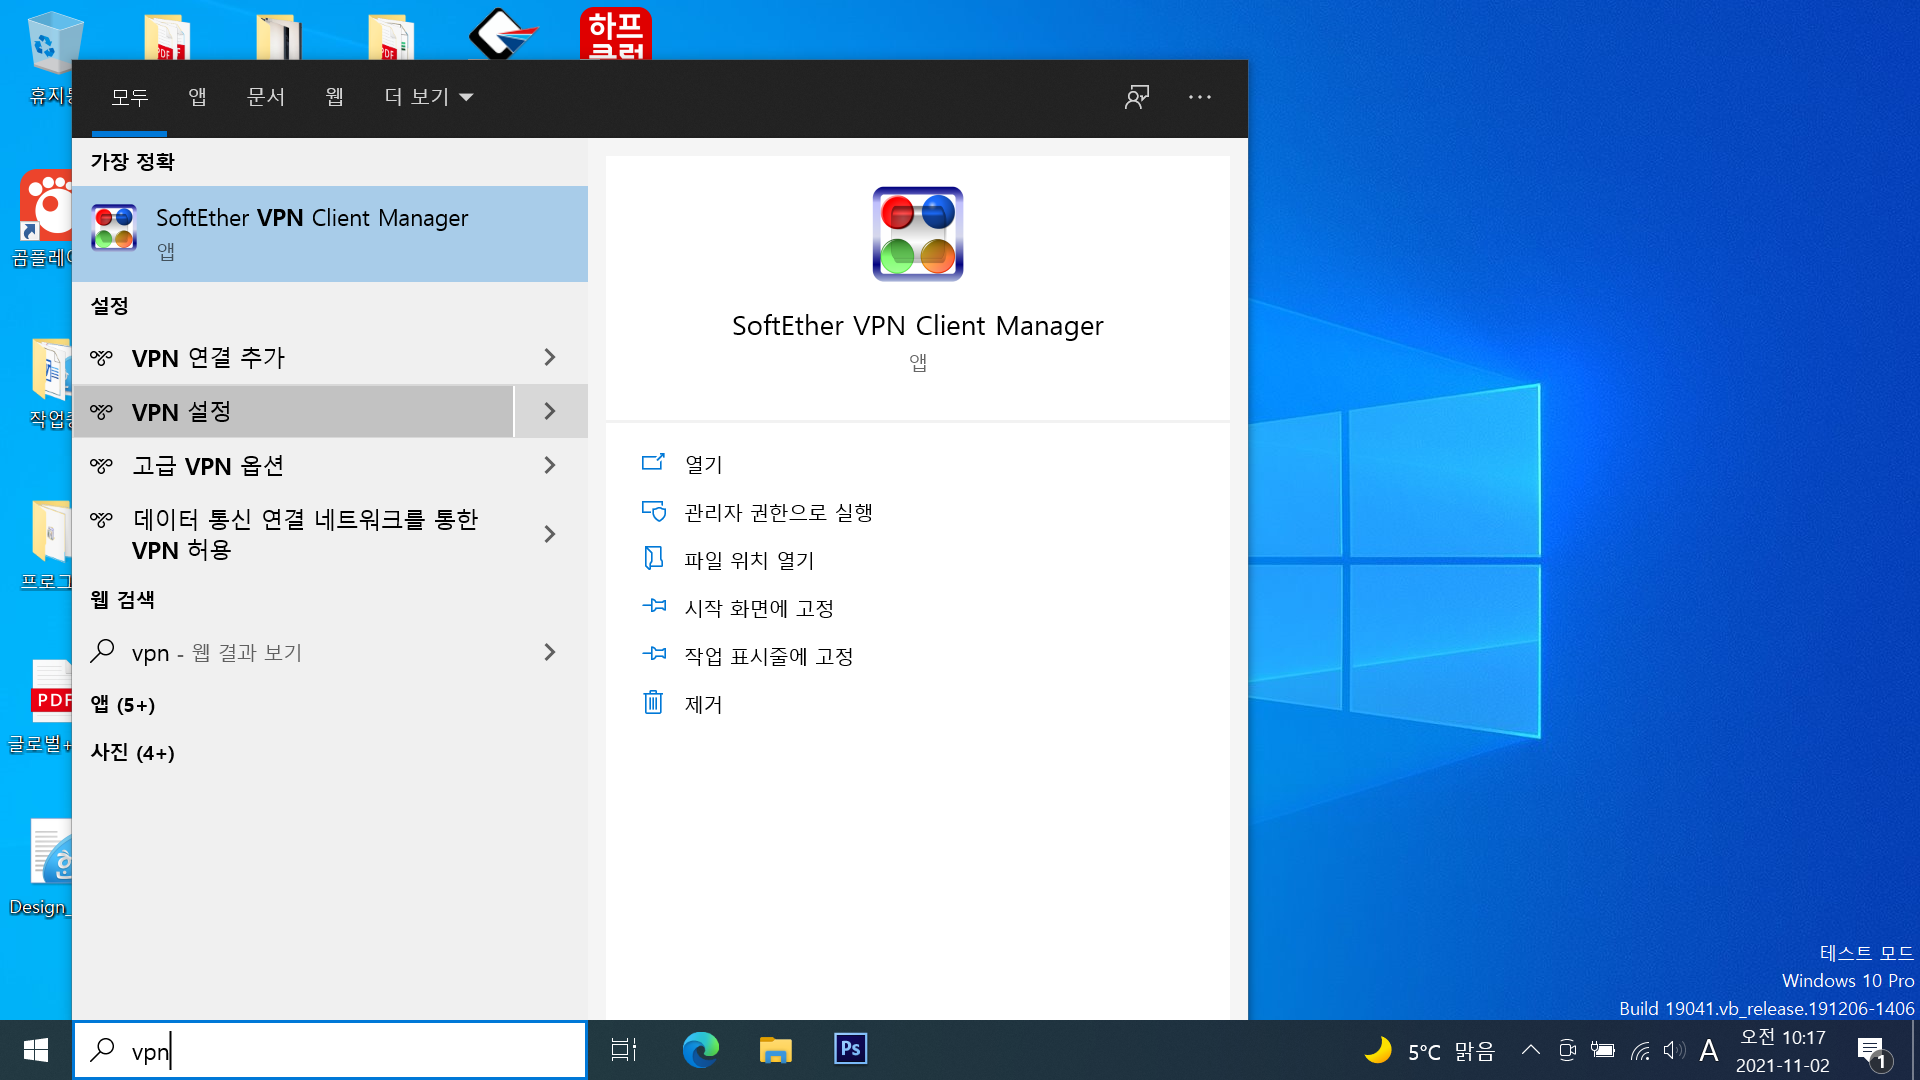 하프
클럽
휴지통
모두 앱 문서 웹 더 보기
가장 정확
SoftEther VPN Client Manager
앱
설정
VPN 연결 추가
VPN 설정
고급 VPN 옵션
데이터 통신 연결 네트워크를 통한
VPN 허용
웹 검색
vpn - 웹 결과 보기
앱 (5+)
사진 (4+)
SoftEther VPN Client Manager
앱
열기
관리자 권한으로 실행
파일 위치 열기
시작 화면에 고정
작업 표시줄에 고정
제거
곰플레이
프로그
PDF
글로벌+
Design_
테스트 모드
Windows 10 Pro
Build 19041.vb_release.191206-1406
vpn
Ps
5°C 맑음
A
오전 10:17
2021-11-02
1